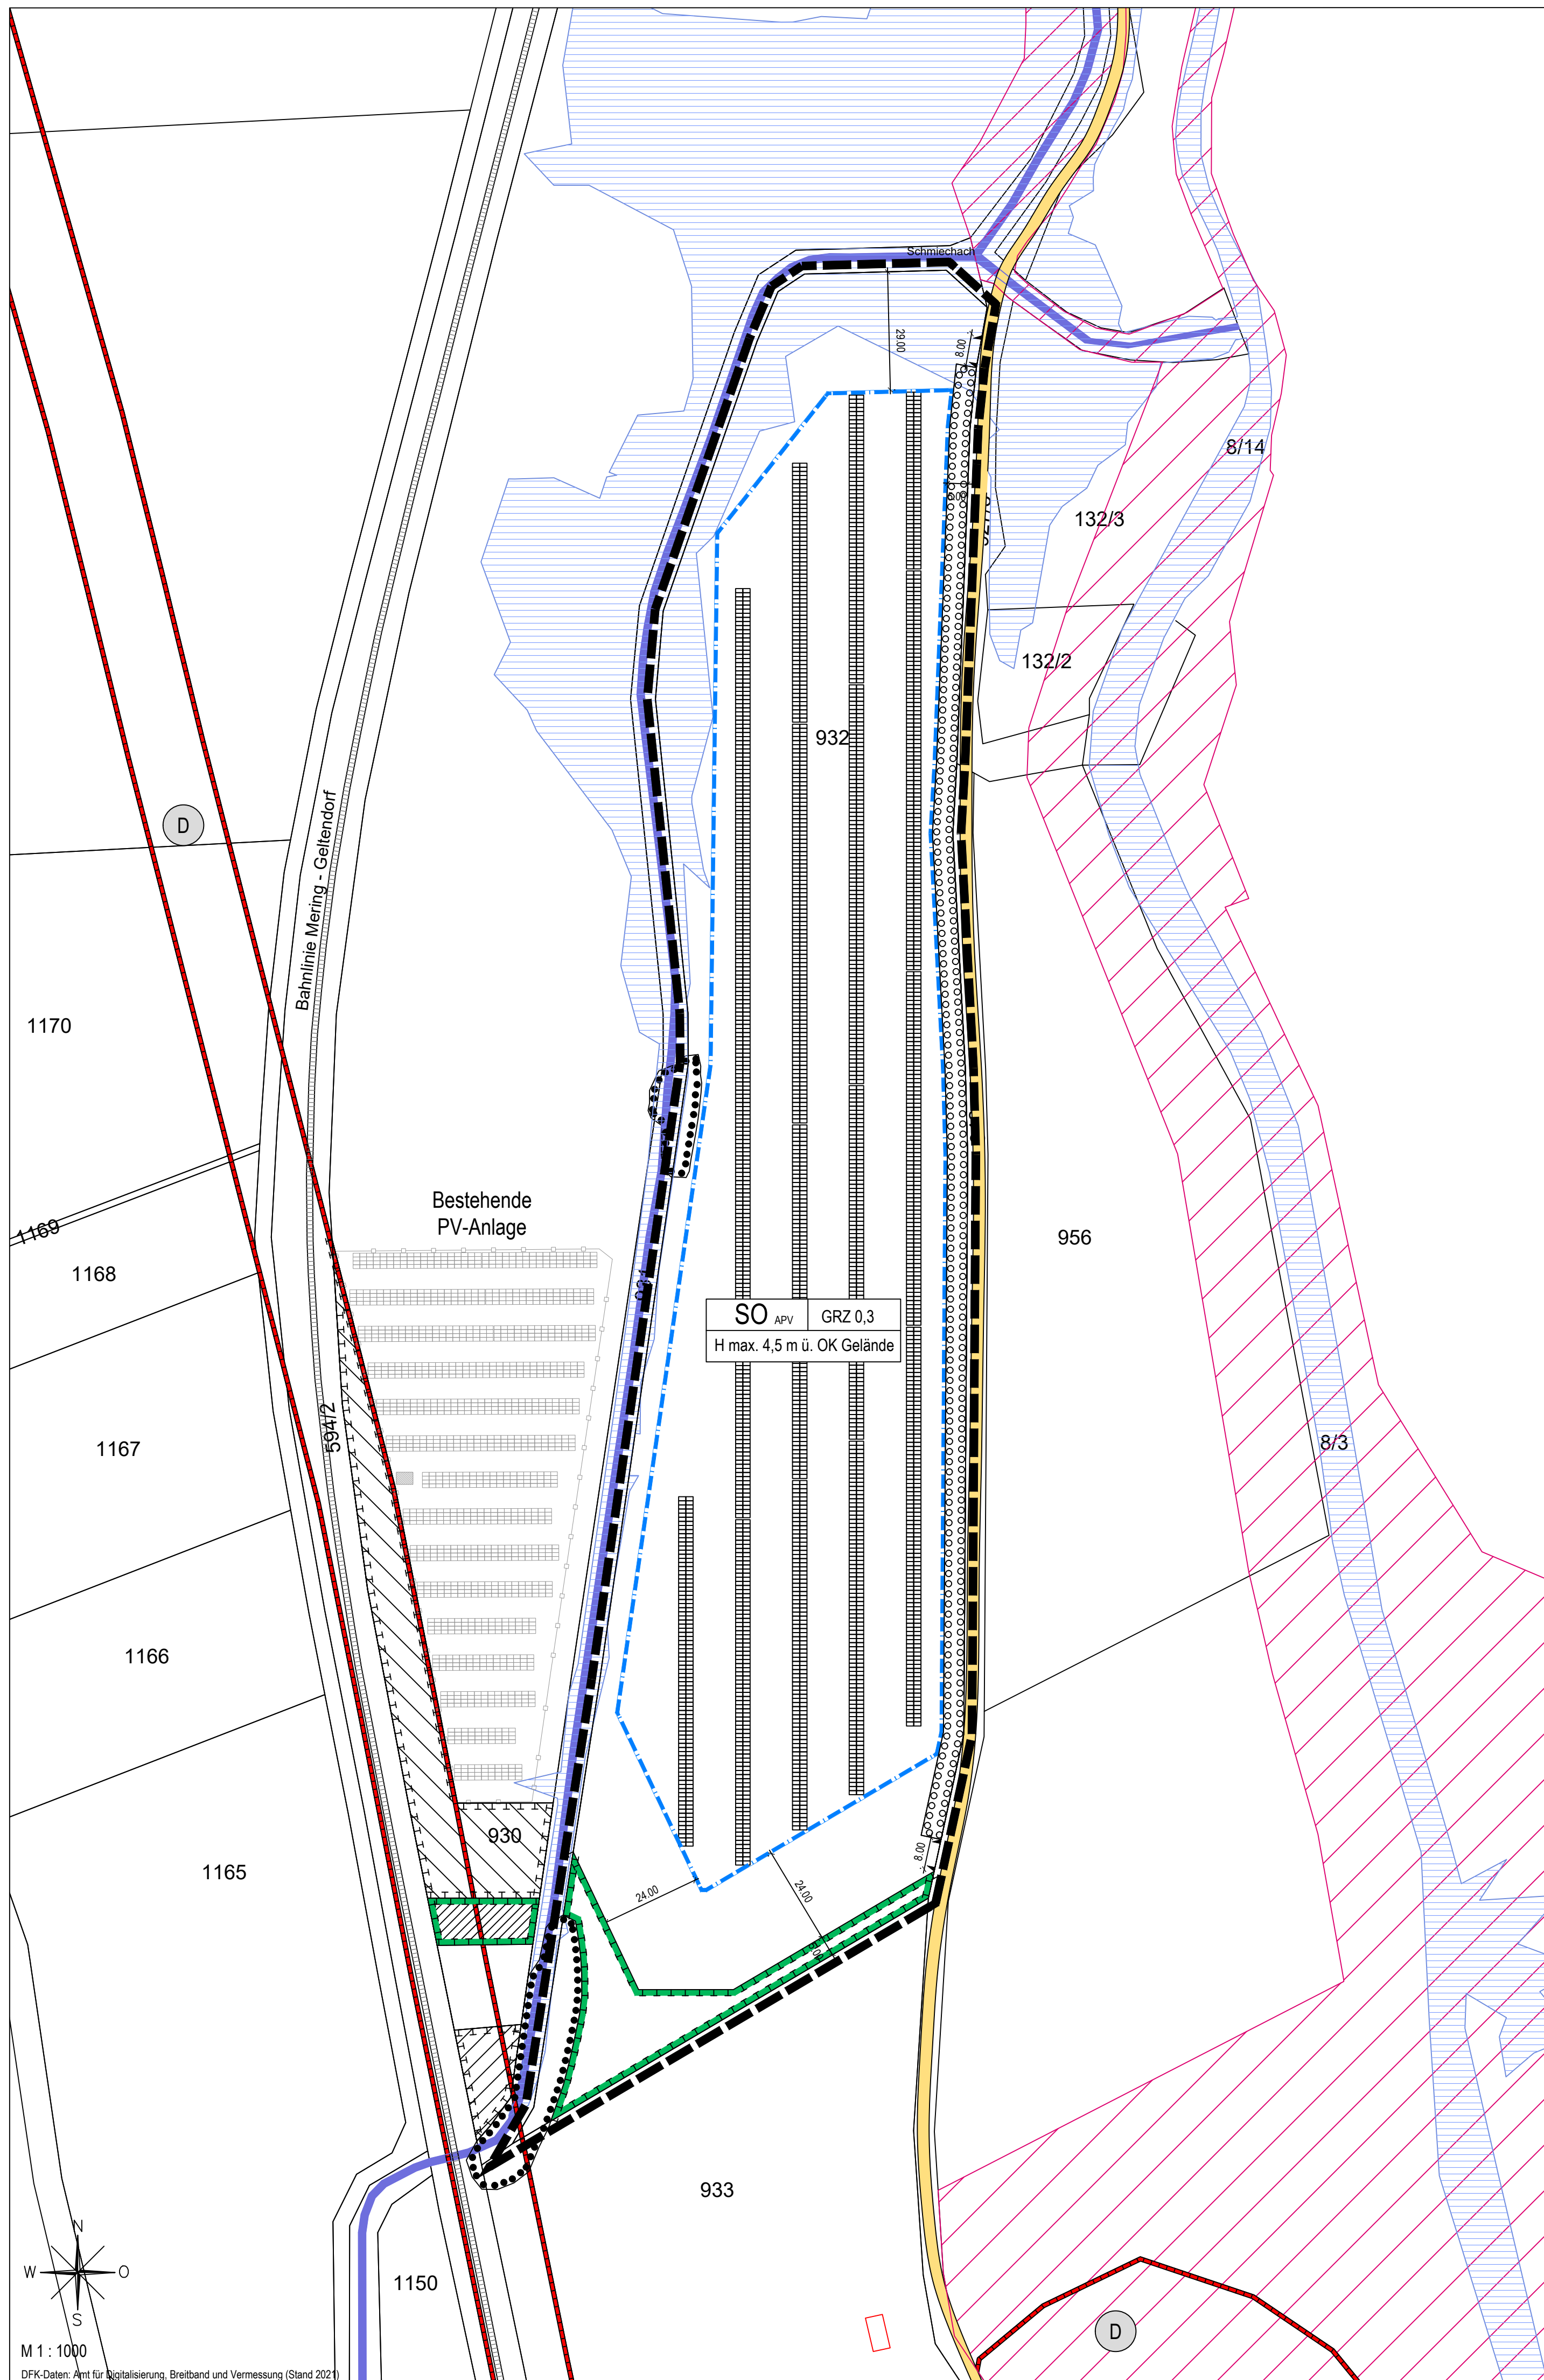 Schmiechach
29.00
8.00
8/14
132/3
6.00
132/2
932
D
Bahnlinie Mering - Geltendorf
1170
Bestehende
PV-Anlage
1169
956
1168
931
SO APV
GRZ 0,3
H max. 4,5 m ü. OK Gelände
594/2
8/3
1167
1166
930
1165
8.00
24.00
24.00
933
N
W
O
S
1150
D
M 1 : 1000
DFK-Daten: Amt für Digitalisierung, Breitband und Vermessung (Stand 2021)